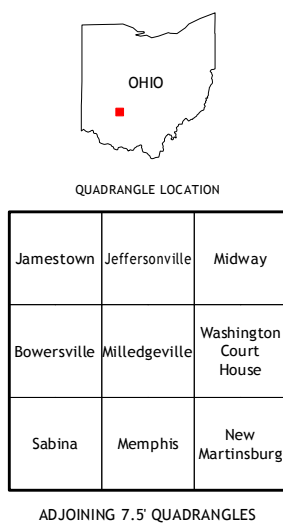 OHIO
QUADRANGLE LOCATION
Jamestown
Jeffersonville
Midway
Bowersville
Milledgeville
Washington
Court
House
Sabina
Memphis
New
Martinsburg
ADJOINING 7.5' QUADRANGLES